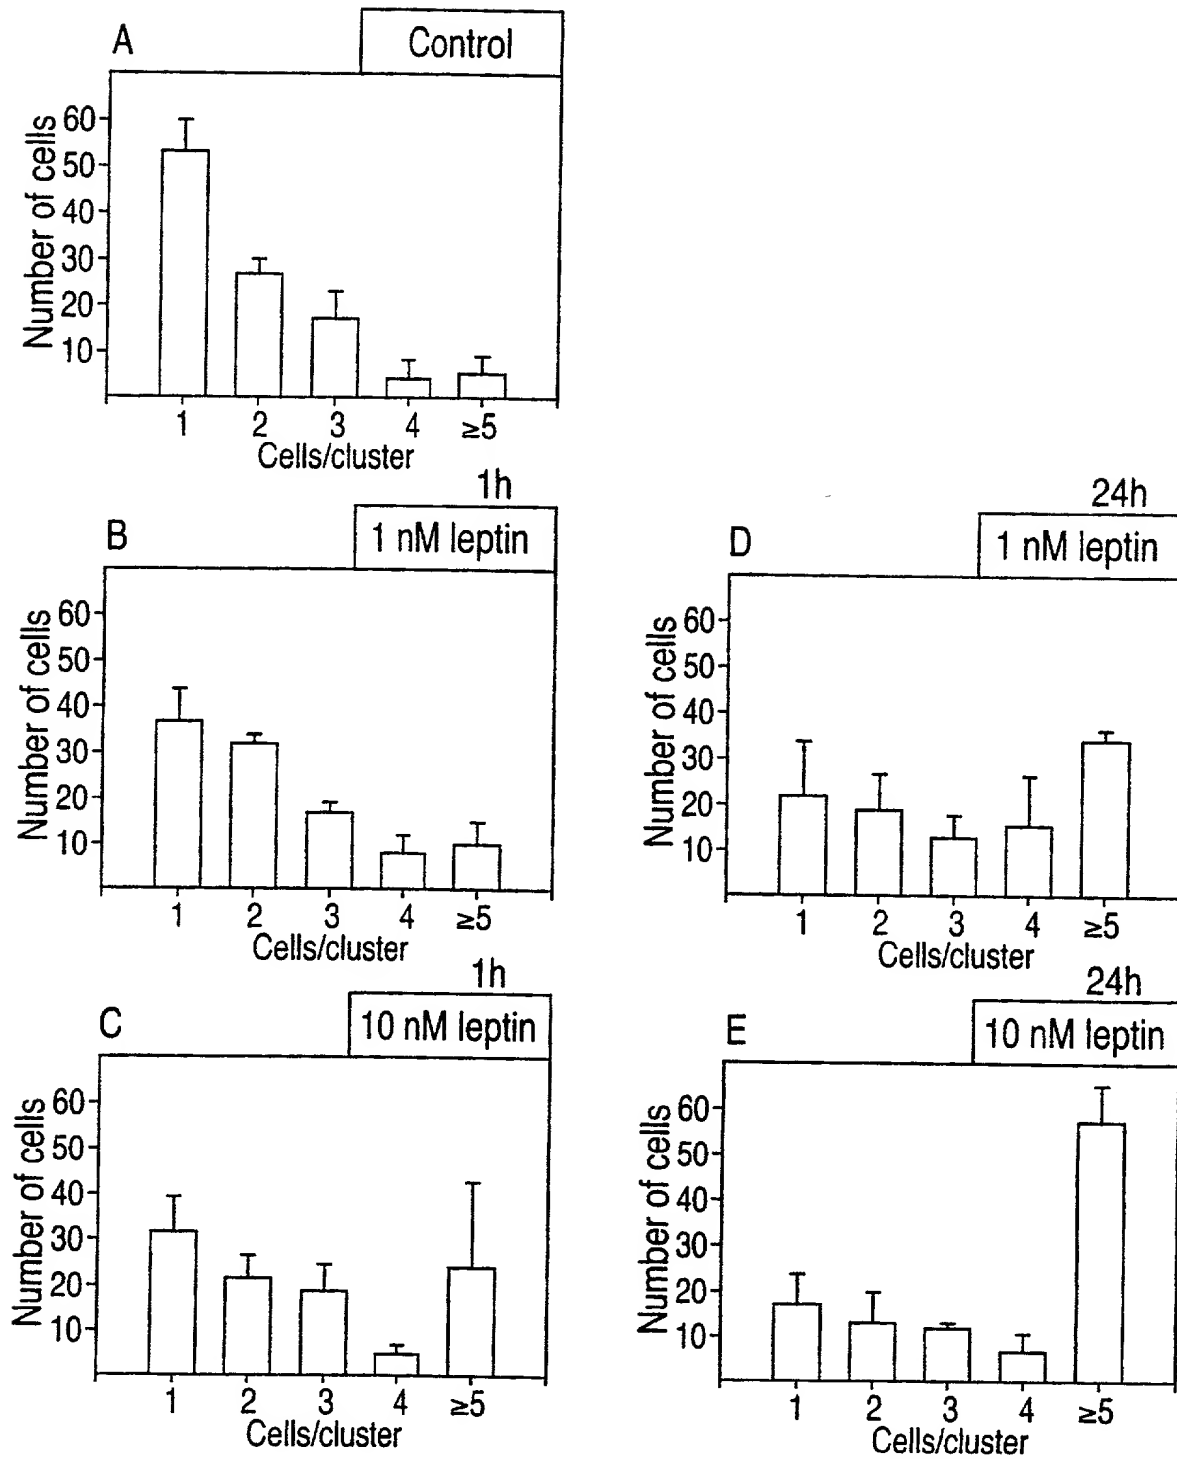 A
Control
Number of cells
60
50
40
30
20
10
1 2 3 4 ≥5
Cells/cluster
1h
B
1 nM leptin
Number of cells
60
50
40
30
20
10
1 2 3 4 ≥5
Cells/cluster
24h
D
1 nM leptin
Number of cells
60
50
40
30
20
10
1 2 3 4 ≥5
Cells/cluster
1h
C
10 nM leptin
Number of cells
60
50
40
30
20
10
1 2 3 4 ≥5
Cells/cluster
24h
E
10 nM leptin
Number of cells
60
50
40
30
20
10
1 2 3 4 ≥5
Cells/cluster